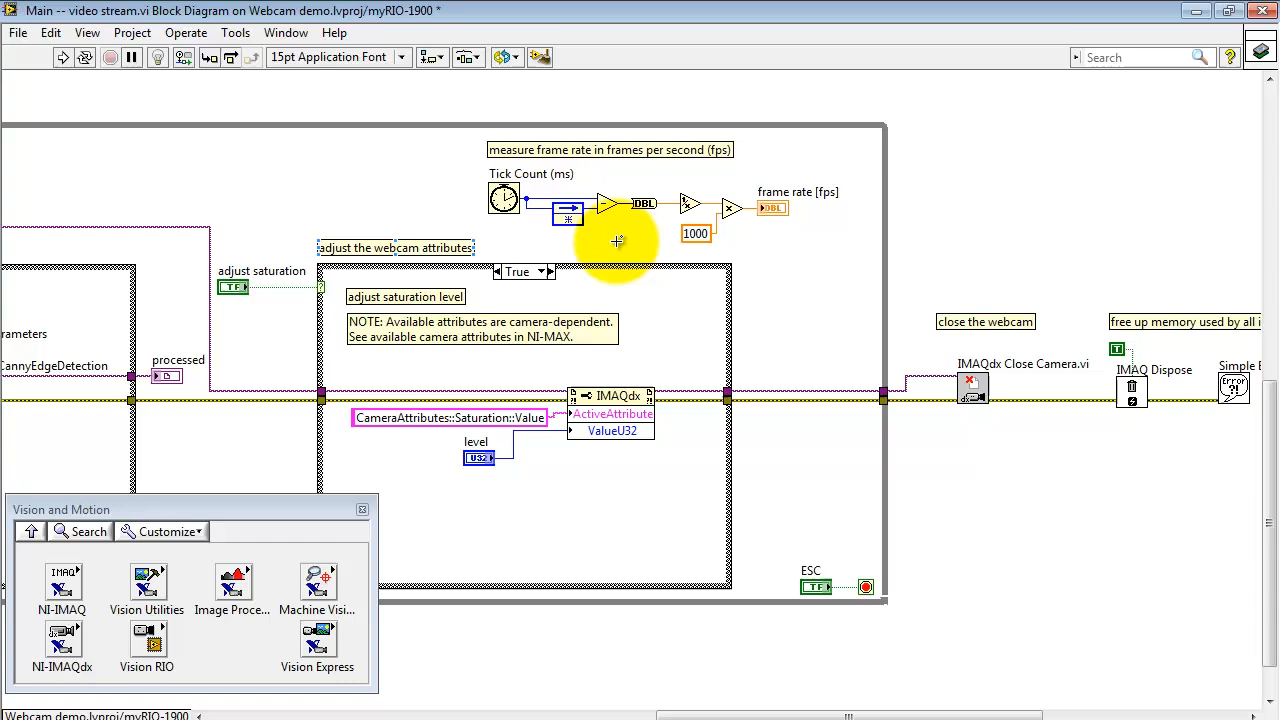 Main -- video stream.vi Block Diagram on Webcam demo.lvproj/myRIO-1900 *
File Edit View Project Operate Tools Window Help
15pt Application Font
Search
?
measure frame rate in frames per second (fps)
Tick Count (ms)
frame rate [fps]
DBL
DBL
1000
adjust the webcam attributes
adjust saturation
TF
?
True
adjust saturation level
NOTE: Available attributes are camera-dependent.
See available camera attributes in NI-MAX.
rameters
processed
CannyEdgeDetection
IMAQdx
CameraAttributes::Saturation::Value
ActiveAttribute
ValueU32
level
U32
close the webcam
free up memory used by all i
T
IMAQdx Close Camera.vi
IMAQ Dispose
Simple E
Error
?!
ESC
TF
Vision and Motion
Search
Customize
IMAQ
NI-IMAQ
Vision Utilities
Image Proce...
Machine Visi...
NI-IMAQdx
Vision RIO
Vision Express
Webcam demo.lvproj/myRIO-1900